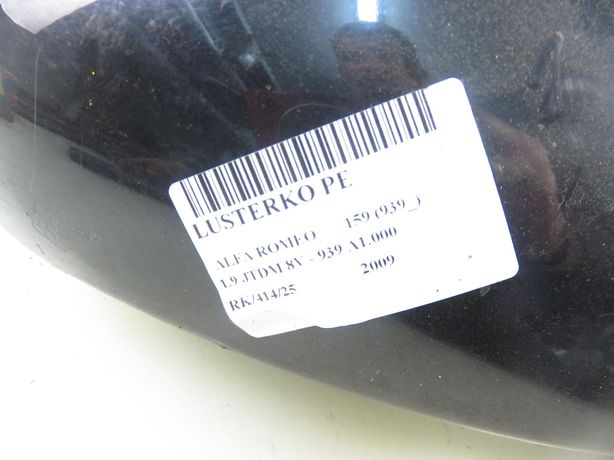 LUSTERKO PE
ALFA ROMEO 159 (939_)
1.9 JTDM 8V - 939 A1.000
RK/414/25 2009